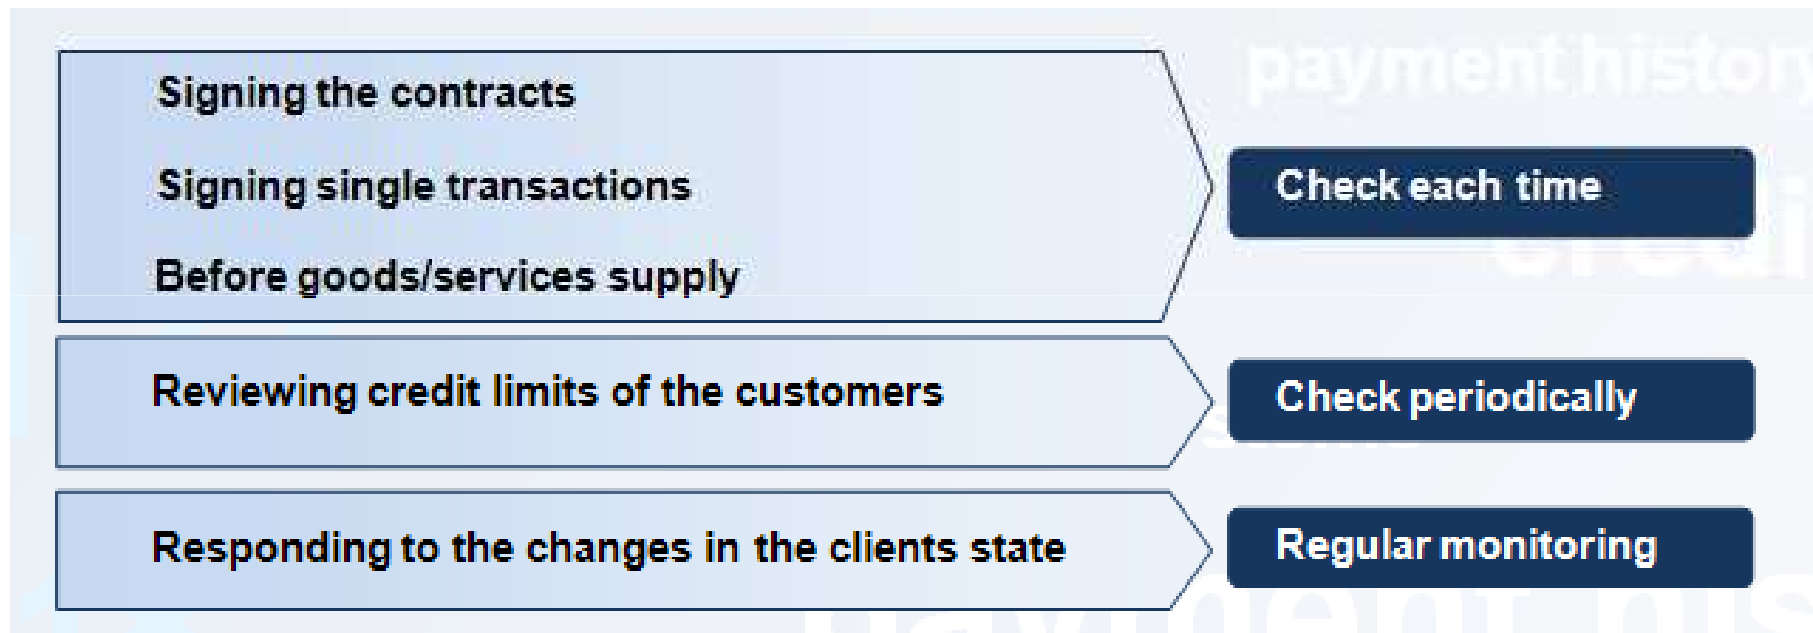 payment history
Signing the contracts
Signing single transactions
Check each time
Before goods/services supply
Reviewing credit limits of the customers
Check periodically
Responding to the changes in the clients state
Regular monitoring